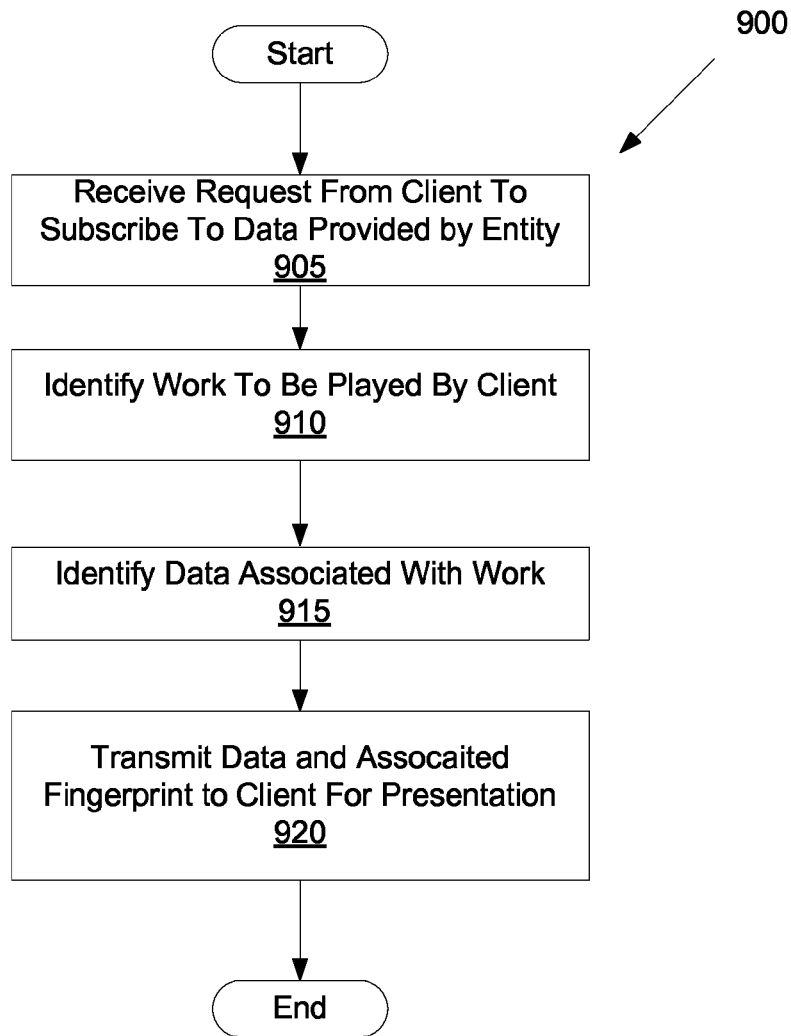 900
Start
Receive Request From Client To
Subscribe To Data Provided by Entity
905
Identify Work To Be Played By Client
910
Identify Data Associated With Work
915
Transmit Data and Assocaited
Fingerprint to Client For Presentation
920
End